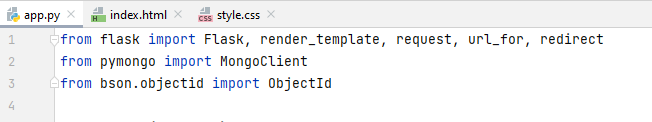 app.py index.html style.css
1 from flask import Flask, render_template, request, url_for, redirect
2 from pymongo import MongoClient
3 from bson.objectid import ObjectId
4